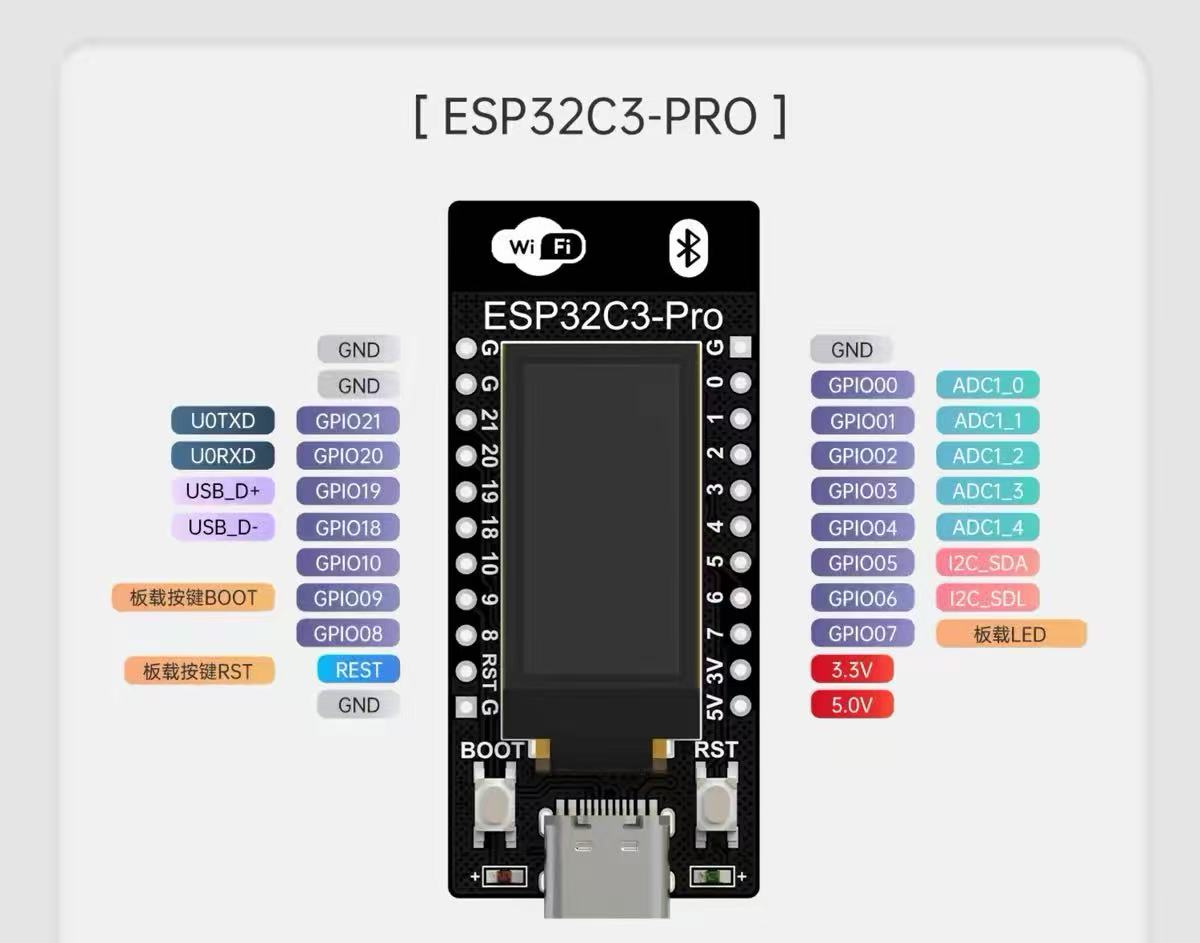 [ ESP32C3-PRO ]
Wi Fi
ESP32C3-Pro
GND G G GND
GND G 0 GPIO00 ADC1_0
U0TXD GPIO21 21 1 GPIO01 ADC1_1
U0RXD GPIO20 20 2 GPIO02 ADC1_2
USB_D+ GPIO19 19 3 GPIO03 ADC1_3
USB_D- GPIO18 18 4 GPIO04 ADC1_4
GPIO10 10 5 GPIO05 I2C_SDA
板载按键BOOT GPIO09 9 6 GPIO06 I2C_SDL
GPIO08 8 7 GPIO07 板载LED
板载按键RST REST RST 3V 3.3V
GND G 5V 5.0V
BOOT RST
+ +